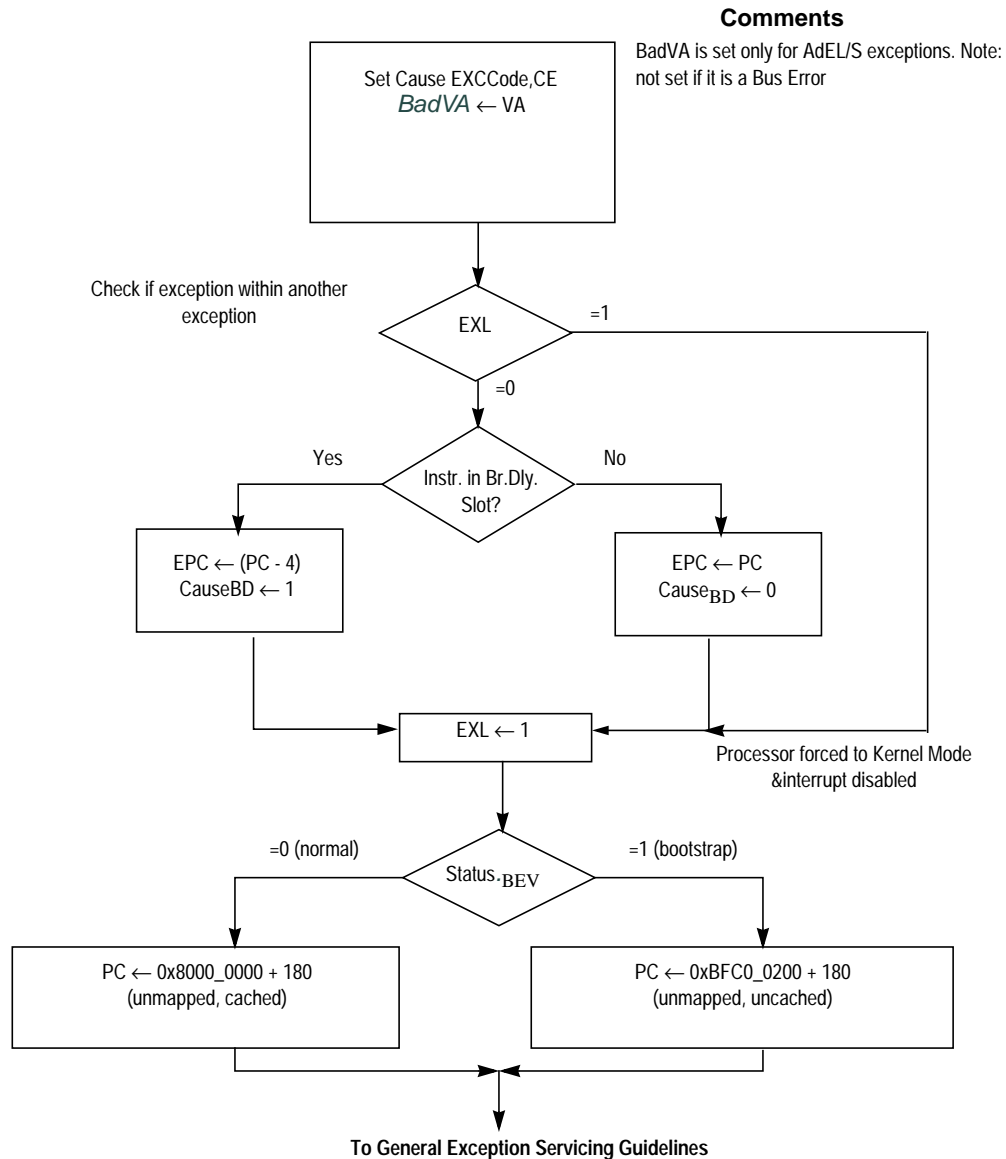 Comments
BadVA is set only for AdEL/S exceptions. Note:
not set if it is a Bus Error
Set Cause EXCCode,CE
BadVA ← VA
Check if exception within another
exception
EXL
=1
=0
Yes
Instr. in Br.Dly.
Slot?
No
EPC ← (PC - 4)
CauseBD ← 1
EPC ← PC
CauseBD ← 0
EXL ← 1
Processor forced to Kernel Mode
&interrupt disabled
=0 (normal)
Status.BEV
=1 (bootstrap)
PC ← 0x8000_0000 + 180
(unmapped, cached)
PC ← 0xBFC0_0200 + 180
(unmapped, uncached)
To General Exception Servicing Guidelines